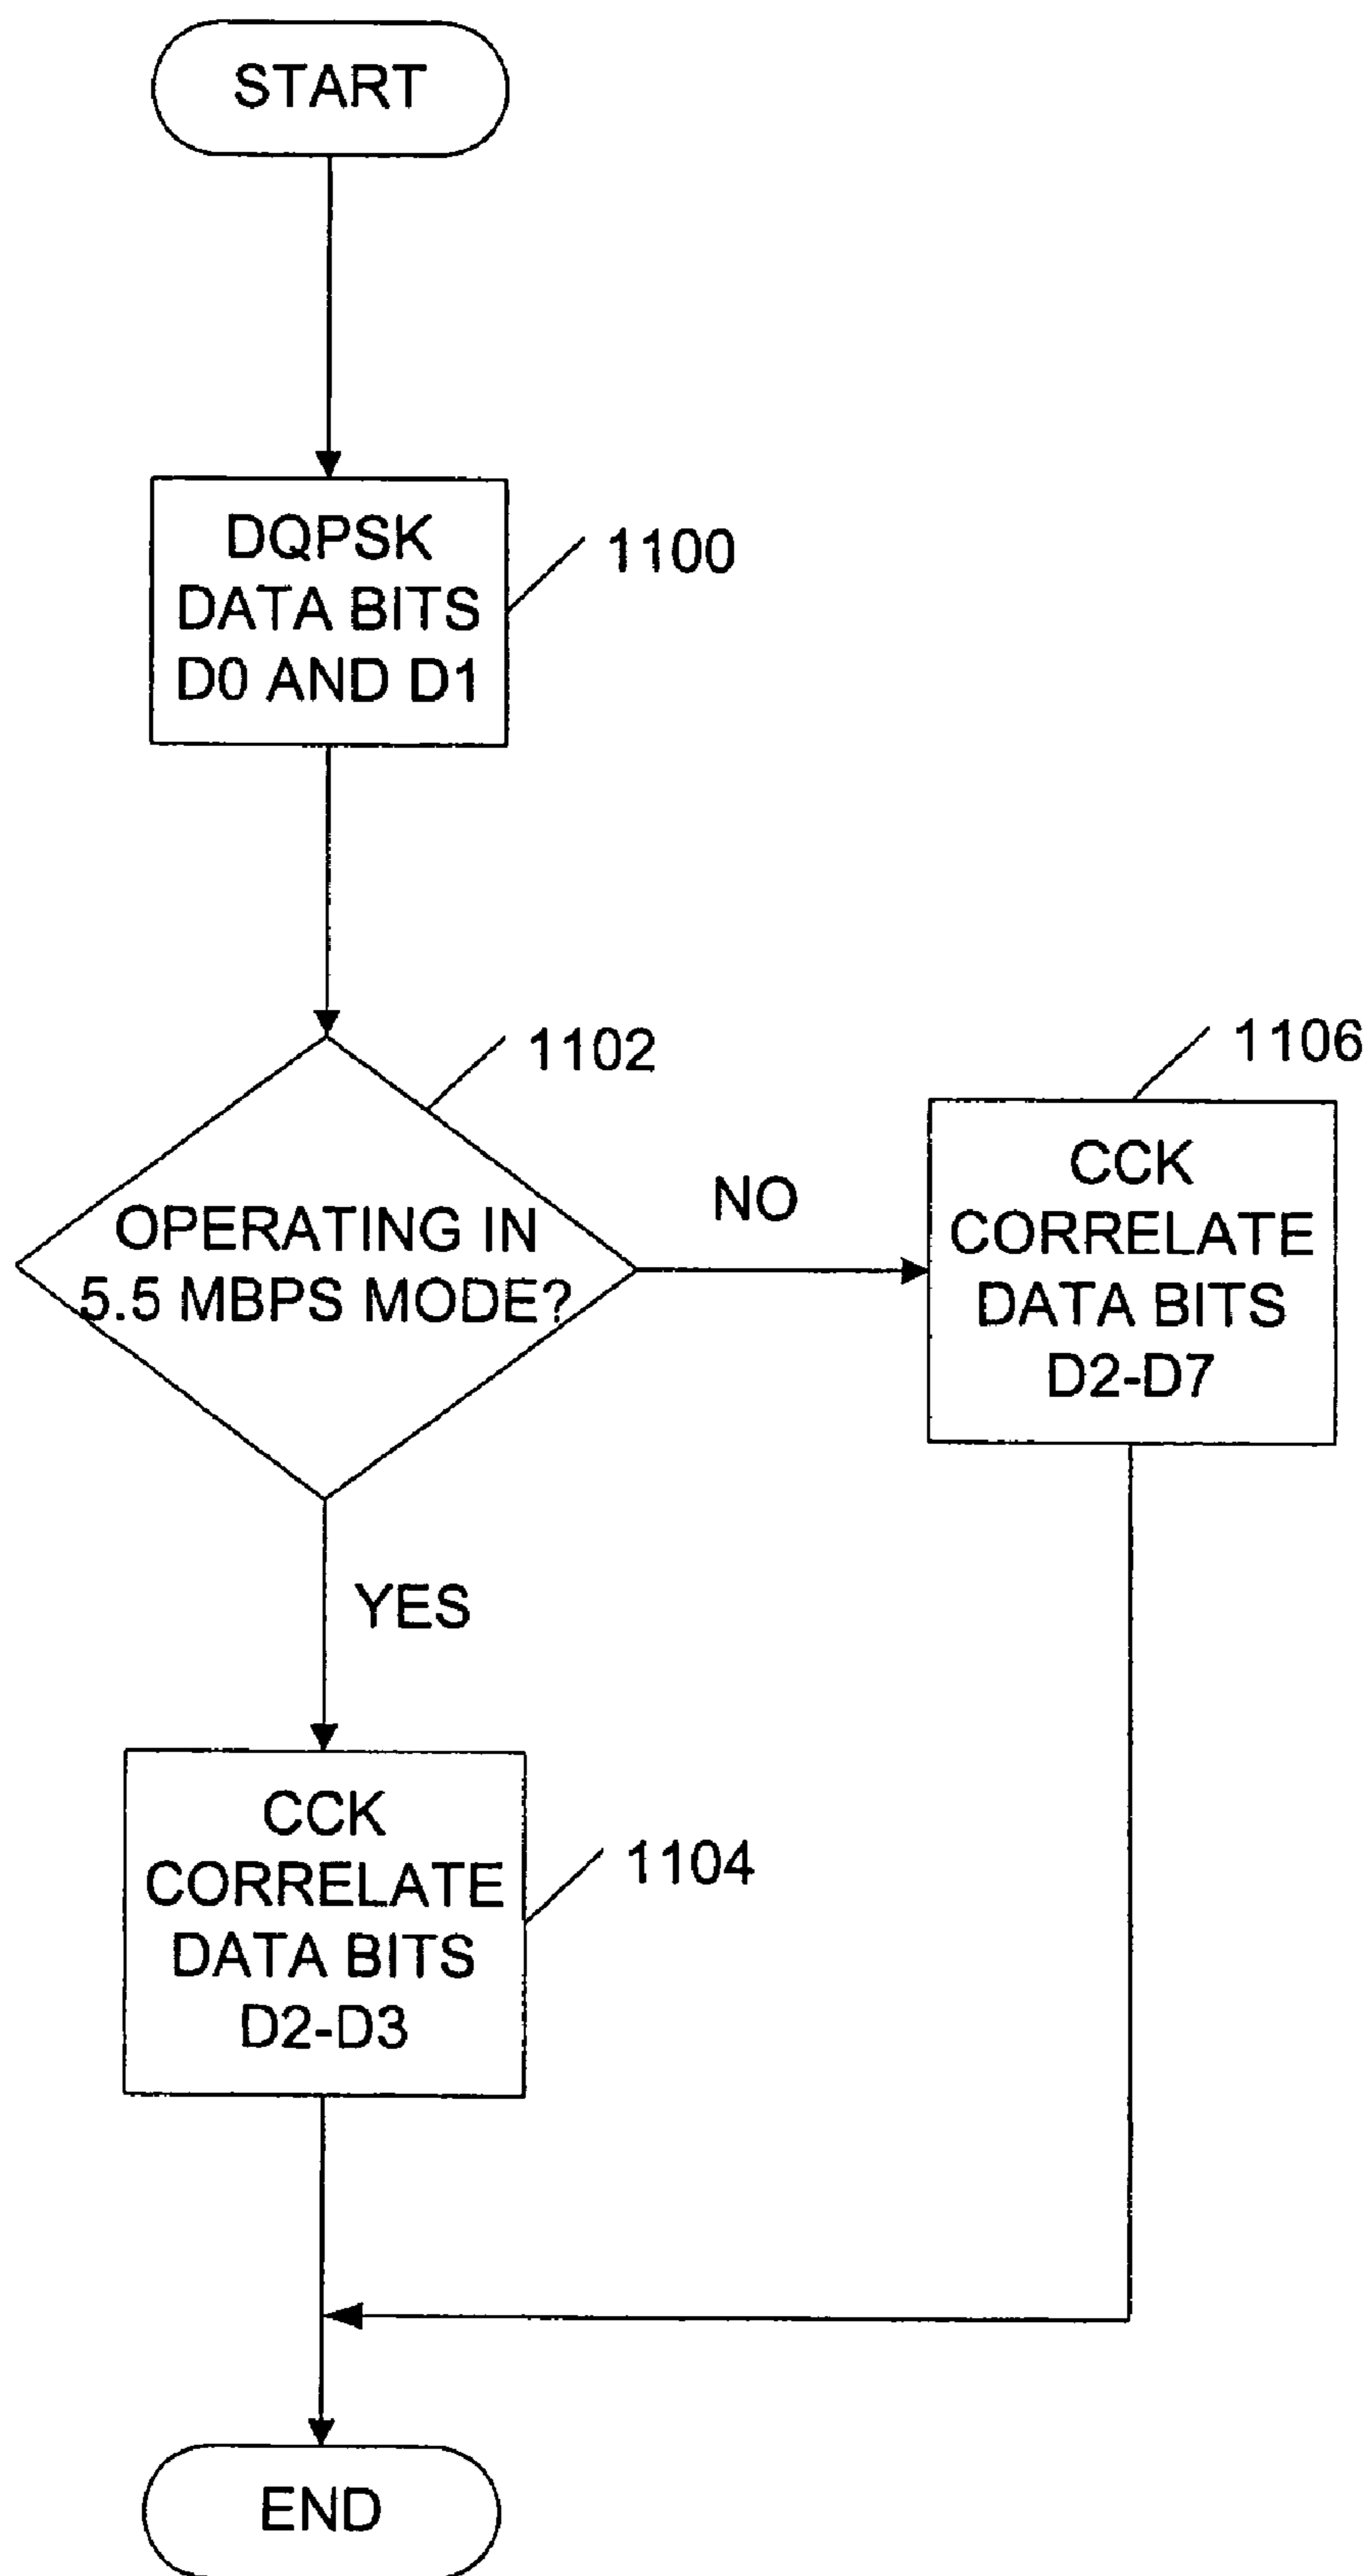 START
DQPSK
DATA BITS
D0 AND D1
1100
1102
OPERATING IN
5.5 MBPS MODE?
NO
1106
CCK
CORRELATE
DATA BITS
D2-D7
YES
CCK
CORRELATE
DATA BITS
D2-D3
1104
END